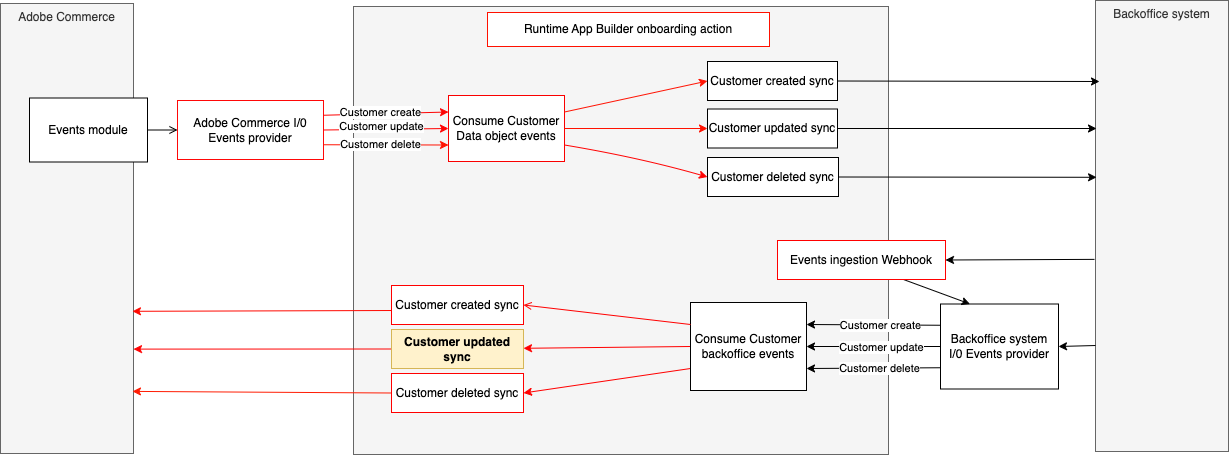 Adobe Commerce
Backoffice system
Runtime App Builder onboarding action
Events module
Adobe Commerce I/0
Events provider
Customer create
Customer update
Customer delete
Consume Customer
Data object events
Customer created sync
Customer updated sync
Customer deleted sync
Events ingestion Webhook
Customer created sync
Customer updated
sync
Customer deleted sync
Consume Customer
backoffice events
Customer create
Customer update
Customer delete
Backoffice system
I/0 Events provider